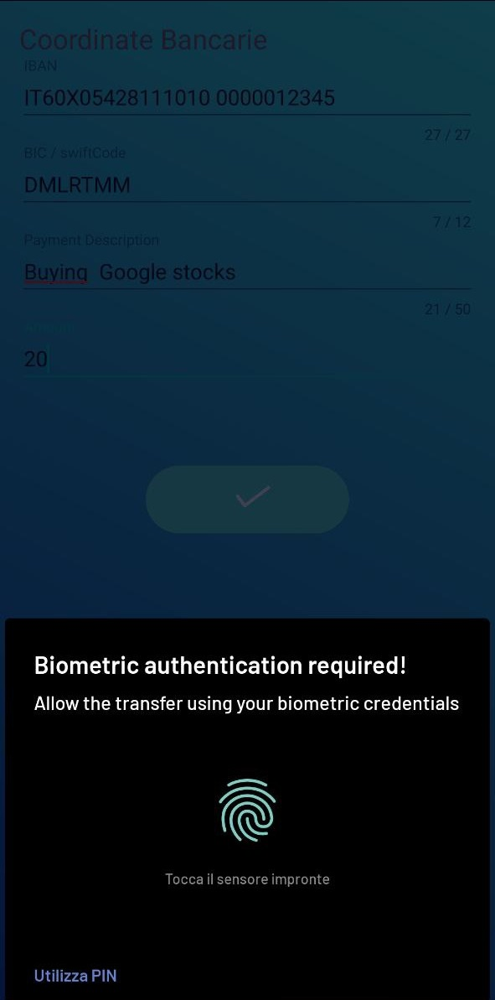 Coordinate Bancarie
IBAN
IT60X05428111010 0000012345
27 / 27
BIC / swiftCode
DMLRTMM
7 / 12
Payment Description
Buying Google stocks
21 / 50
20
Biometric authentication required!
Allow the transfer using your biometric credentials
Tocca il sensore impronte
Utilizza PIN